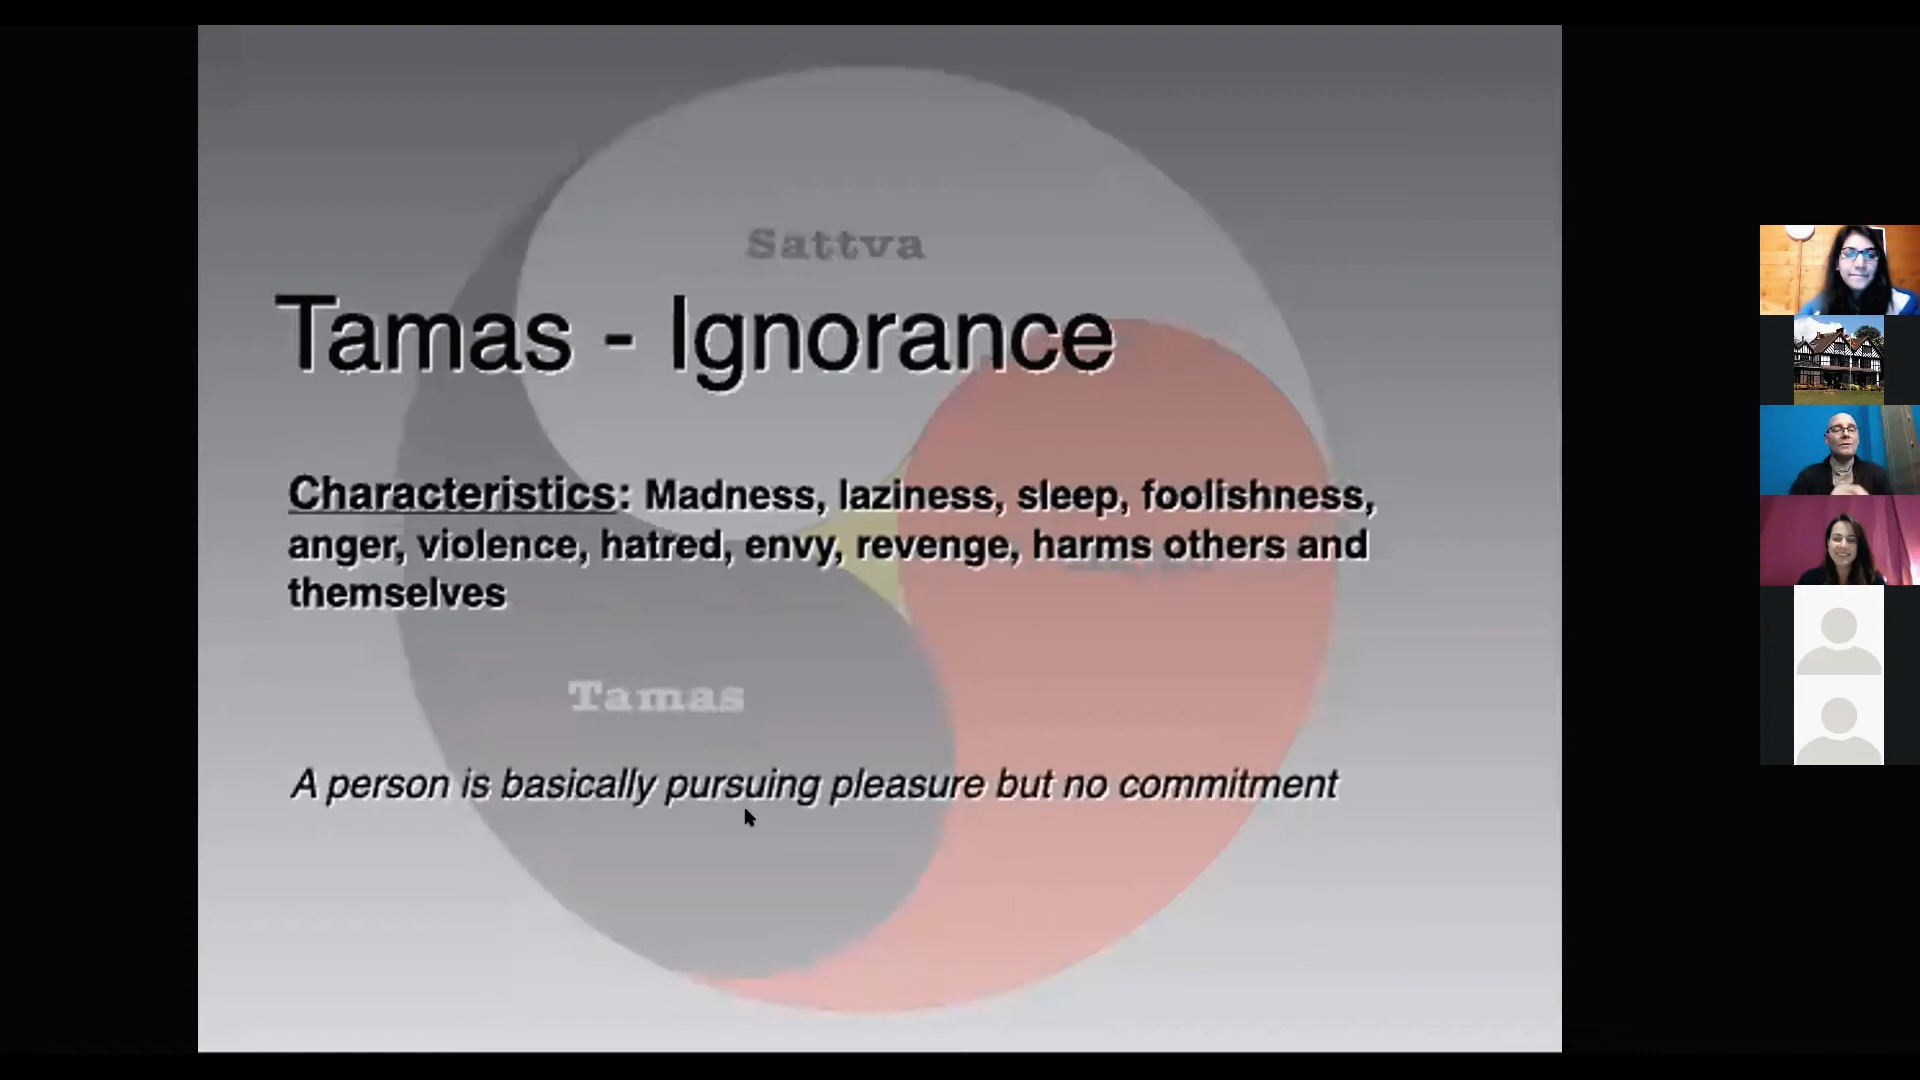 Sattva
Tamas - Ignorance
Characteristics: Madness, laziness, sleep, foolishness,
anger, violence, hatred, envy, revenge, harms others and
themselves
Tamas
A person is basically pursuing pleasure but no commitment